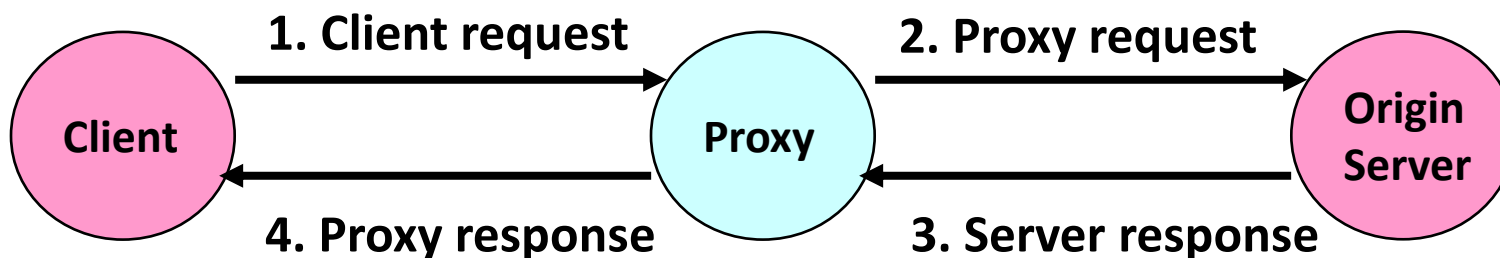 1. Client request
2. Proxy request
Client
Proxy
Origin
Server
4. Proxy response
3. Server response